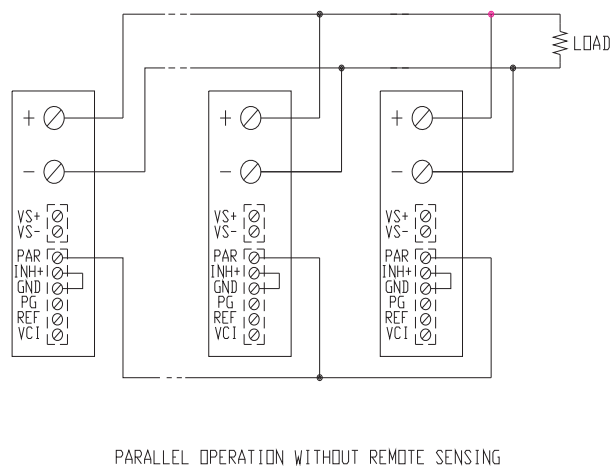 LOAD
+ + +
- - -
VS+ VS+ VS+
VS- VS- VS-
PAR PAR PAR
INH+ INH+ INH+
GND GND GND
PG PG PG
REF REF REF
VCI VCI VCI
PARALLEL OPERATION WITHOUT REMOTE SENSING